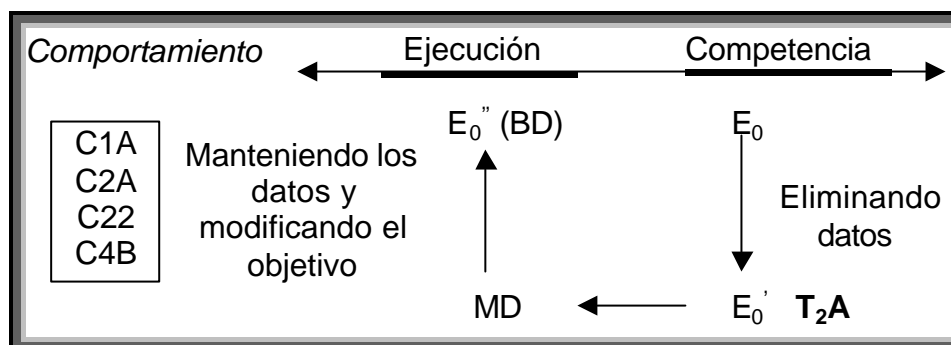 Comportamiento Ejecución Competencia
E₀” (BD) E₀
C1A
C2A
C22
C4B
Manteniendo los
datos y
modificando el
objetivo
Eliminando
datos
MD E₀’ T₂A